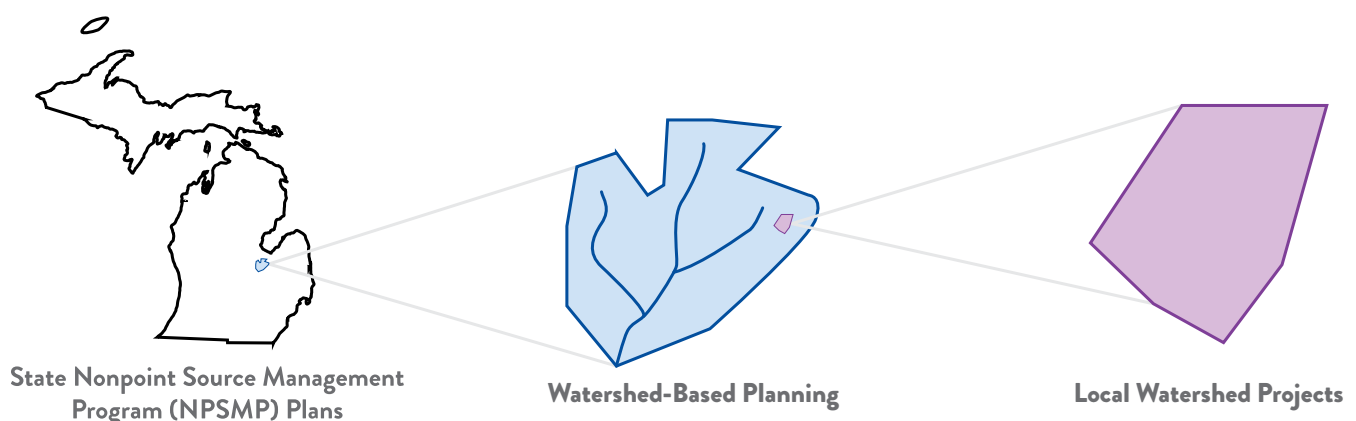 State Nonpoint Source Management
Program (NPSMP) Plans
Watershed-Based Planning
Local Watershed Projects